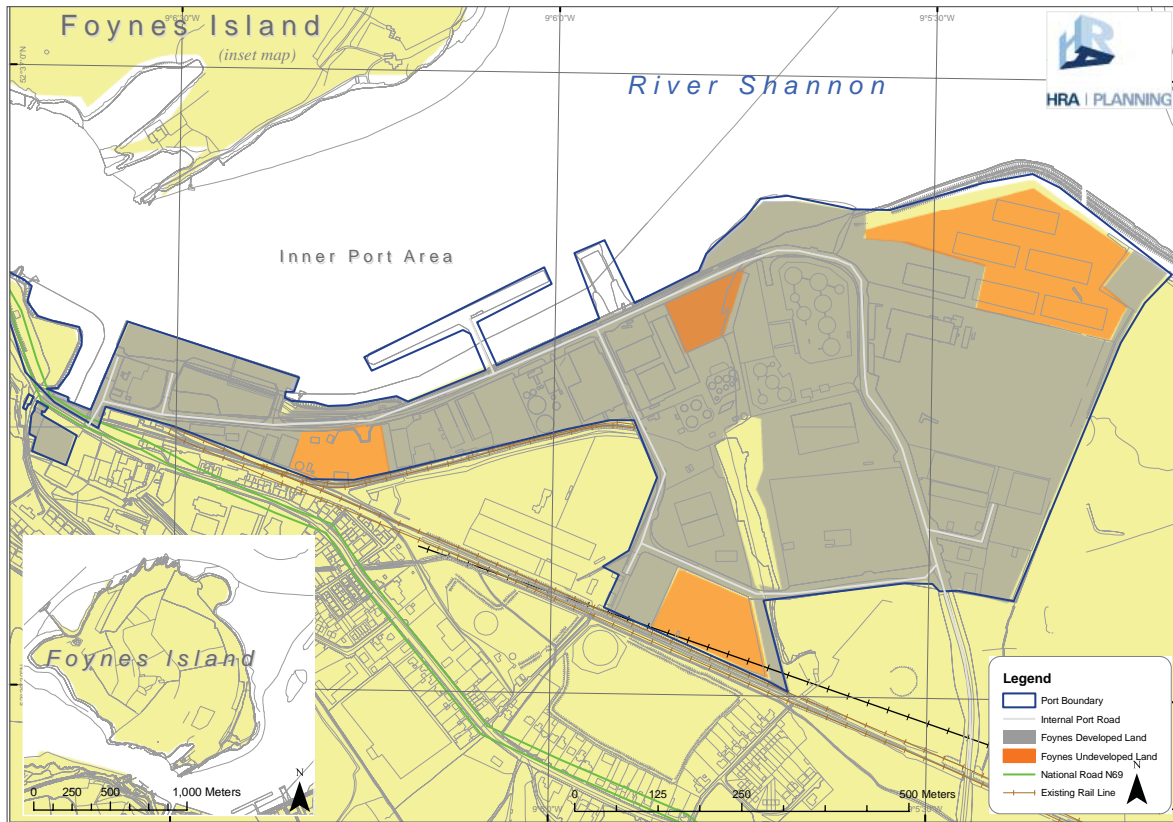 9°6'0"W
9°5'30"W
Foynes Island
(inset map)
River Shannon
HRA | PLANNING
Inner Port Area
Foynes Island
N
0 250 500 1,000 Meters
0 125 250 500 Meters
Legend
Port Boundary
Internal Port Road
Foynes Developed Land
Foynes Undeveloped Land
National Road N69
Existing Rail Line
N